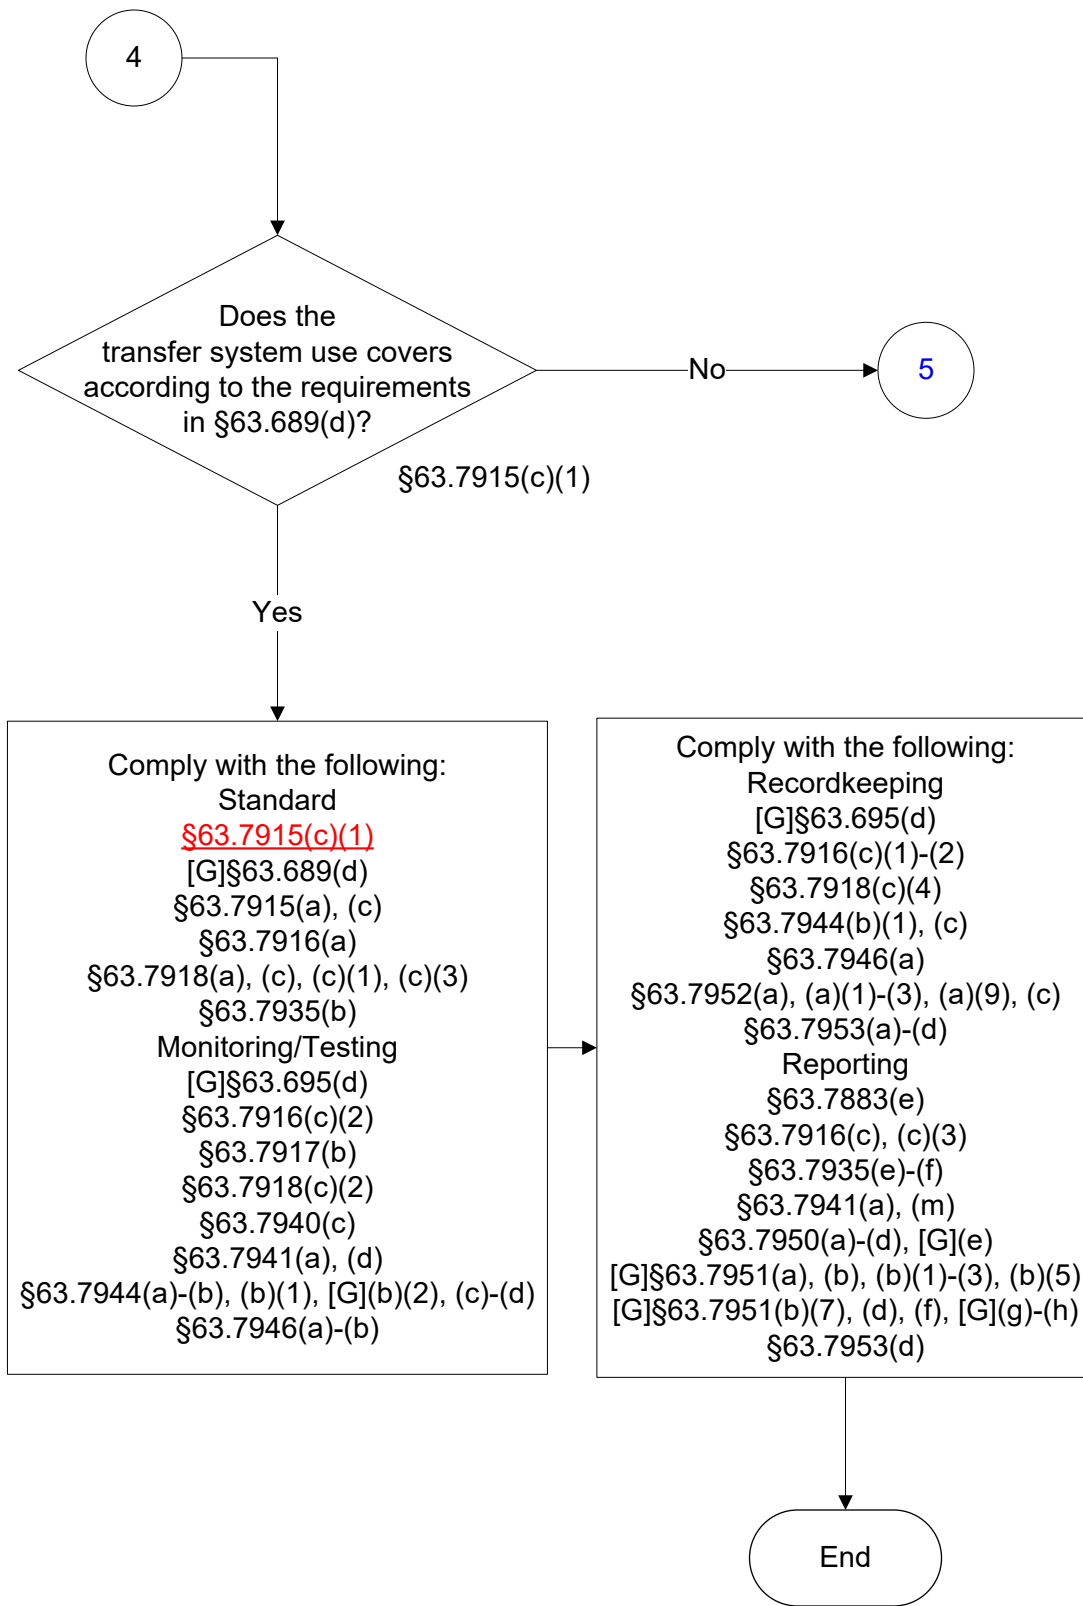 4
Does the
transfer system use covers
according to the requirements
in §63.689(d)?
No
5
§63.7915(c)(1)
Yes
Comply with the following:
Standard
§63.7915(c)(1)
[G]§63.689(d)
§63.7915(a), (c)
§63.7916(a)
§63.7918(a), (c), (c)(1), (c)(3)
§63.7935(b)
Monitoring/Testing
[G]§63.695(d)
§63.7916(c)(2)
§63.7917(b)
§63.7918(c)(2)
§63.7940(c)
§63.7941(a), (d)
§63.7944(a)-(b), (b)(1), [G](b)(2), (c)-(d)
§63.7946(a)-(b)
Comply with the following:
Recordkeeping
[G]§63.695(d)
§63.7916(c)(1)-(2)
§63.7918(c)(4)
§63.7944(b)(1), (c)
§63.7946(a)
§63.7952(a), (a)(1)-(3), (a)(9), (c)
§63.7953(a)-(d)
Reporting
§63.7883(e)
§63.7916(c), (c)(3)
§63.7935(e)-(f)
§63.7941(a), (m)
§63.7950(a)-(d), [G](e)
[G]§63.7951(a), (b), (b)(1)-(3), (b)(5)
[G]§63.7951(b)(7), (d), (f), [G](g)-(h)
§63.7953(d)
End